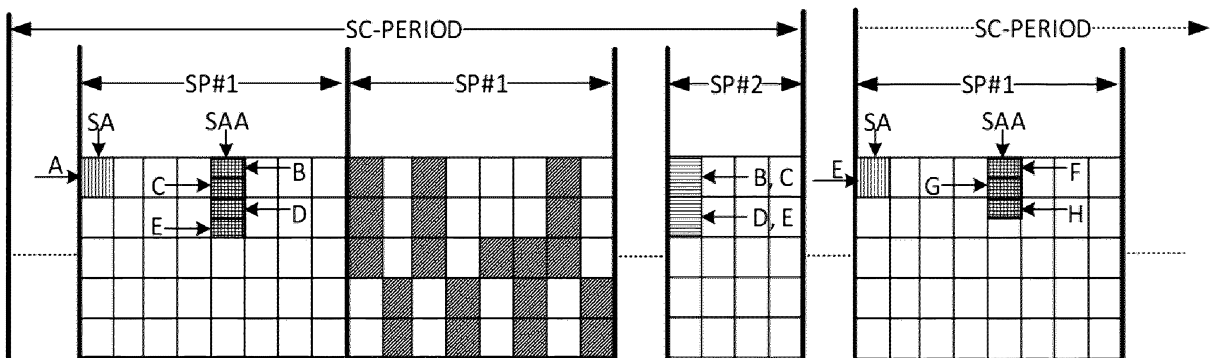 SC-PERIOD SC-PERIOD
SP#1 SP#1 SP#2 SP#1
SA SAA SA SAA
A B B, C E F
C G
D D, E H
E